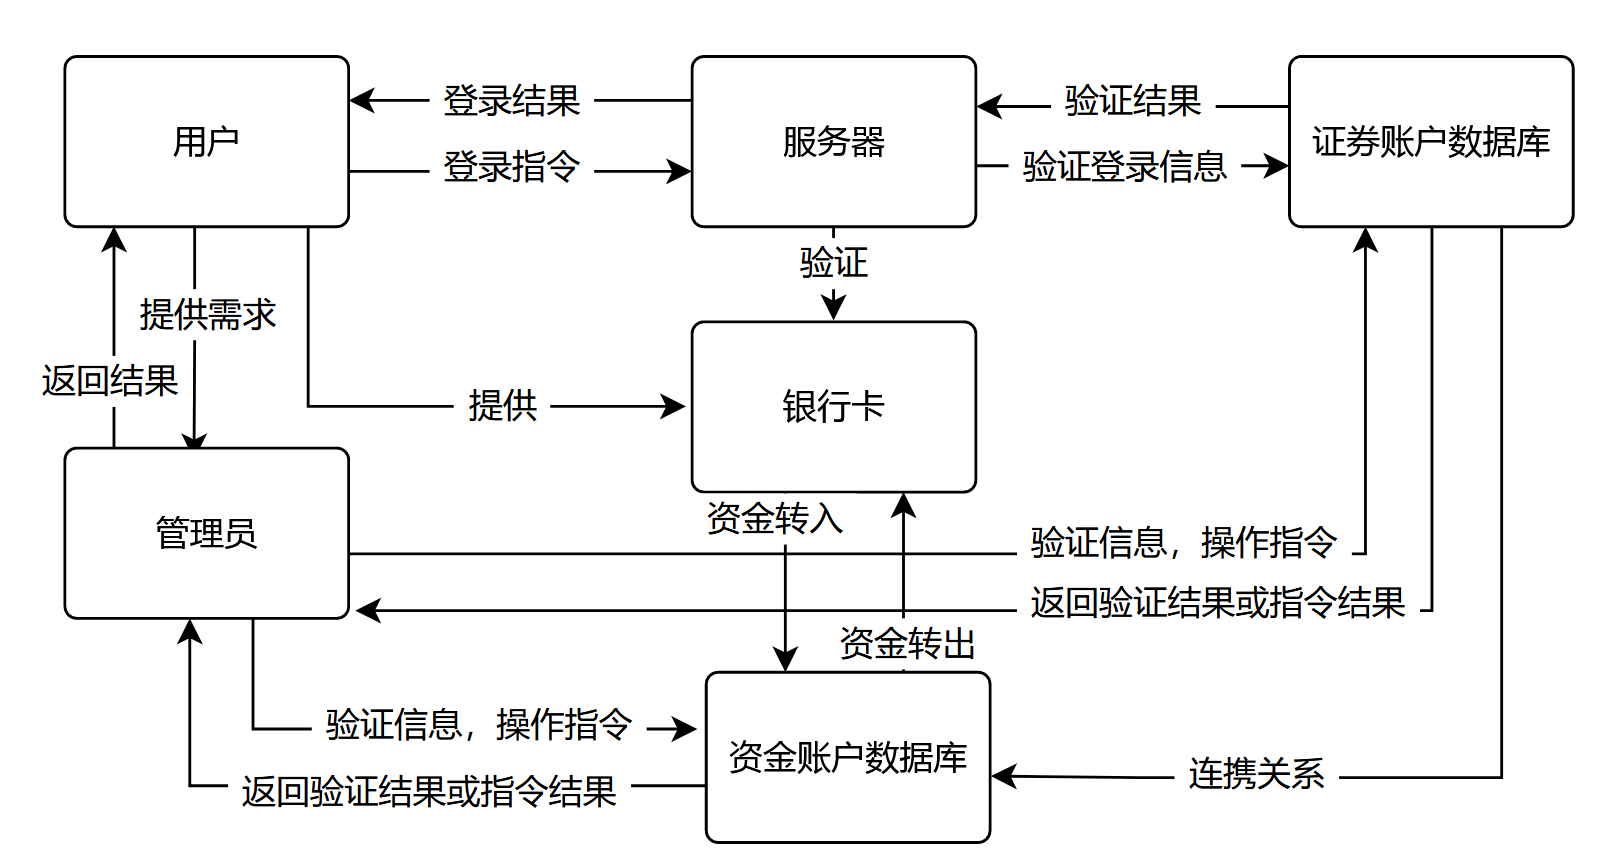 登录结果
验证结果
用户
服务器
证券账户数据库
登录指令
验证登录信息
验证
提供需求
返回结果
提供
银行卡
资金转入
管理员
验证信息，操作指令
返回验证结果或指令结果
资金转出
验证信息，操作指令
资金账户数据库
连携关系
返回验证结果或指令结果